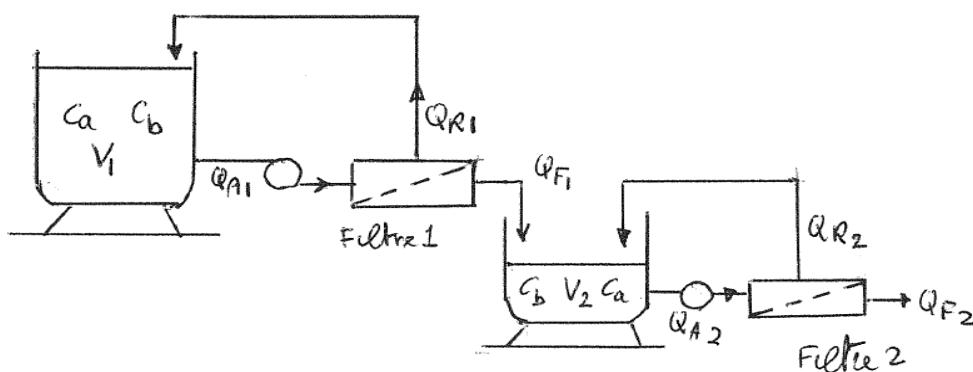 Ca Cb
V1
QA1
QR1
Filtre 1
QF1
Cb V2 Ca
QA2
QR2
Filtre 2
QF2